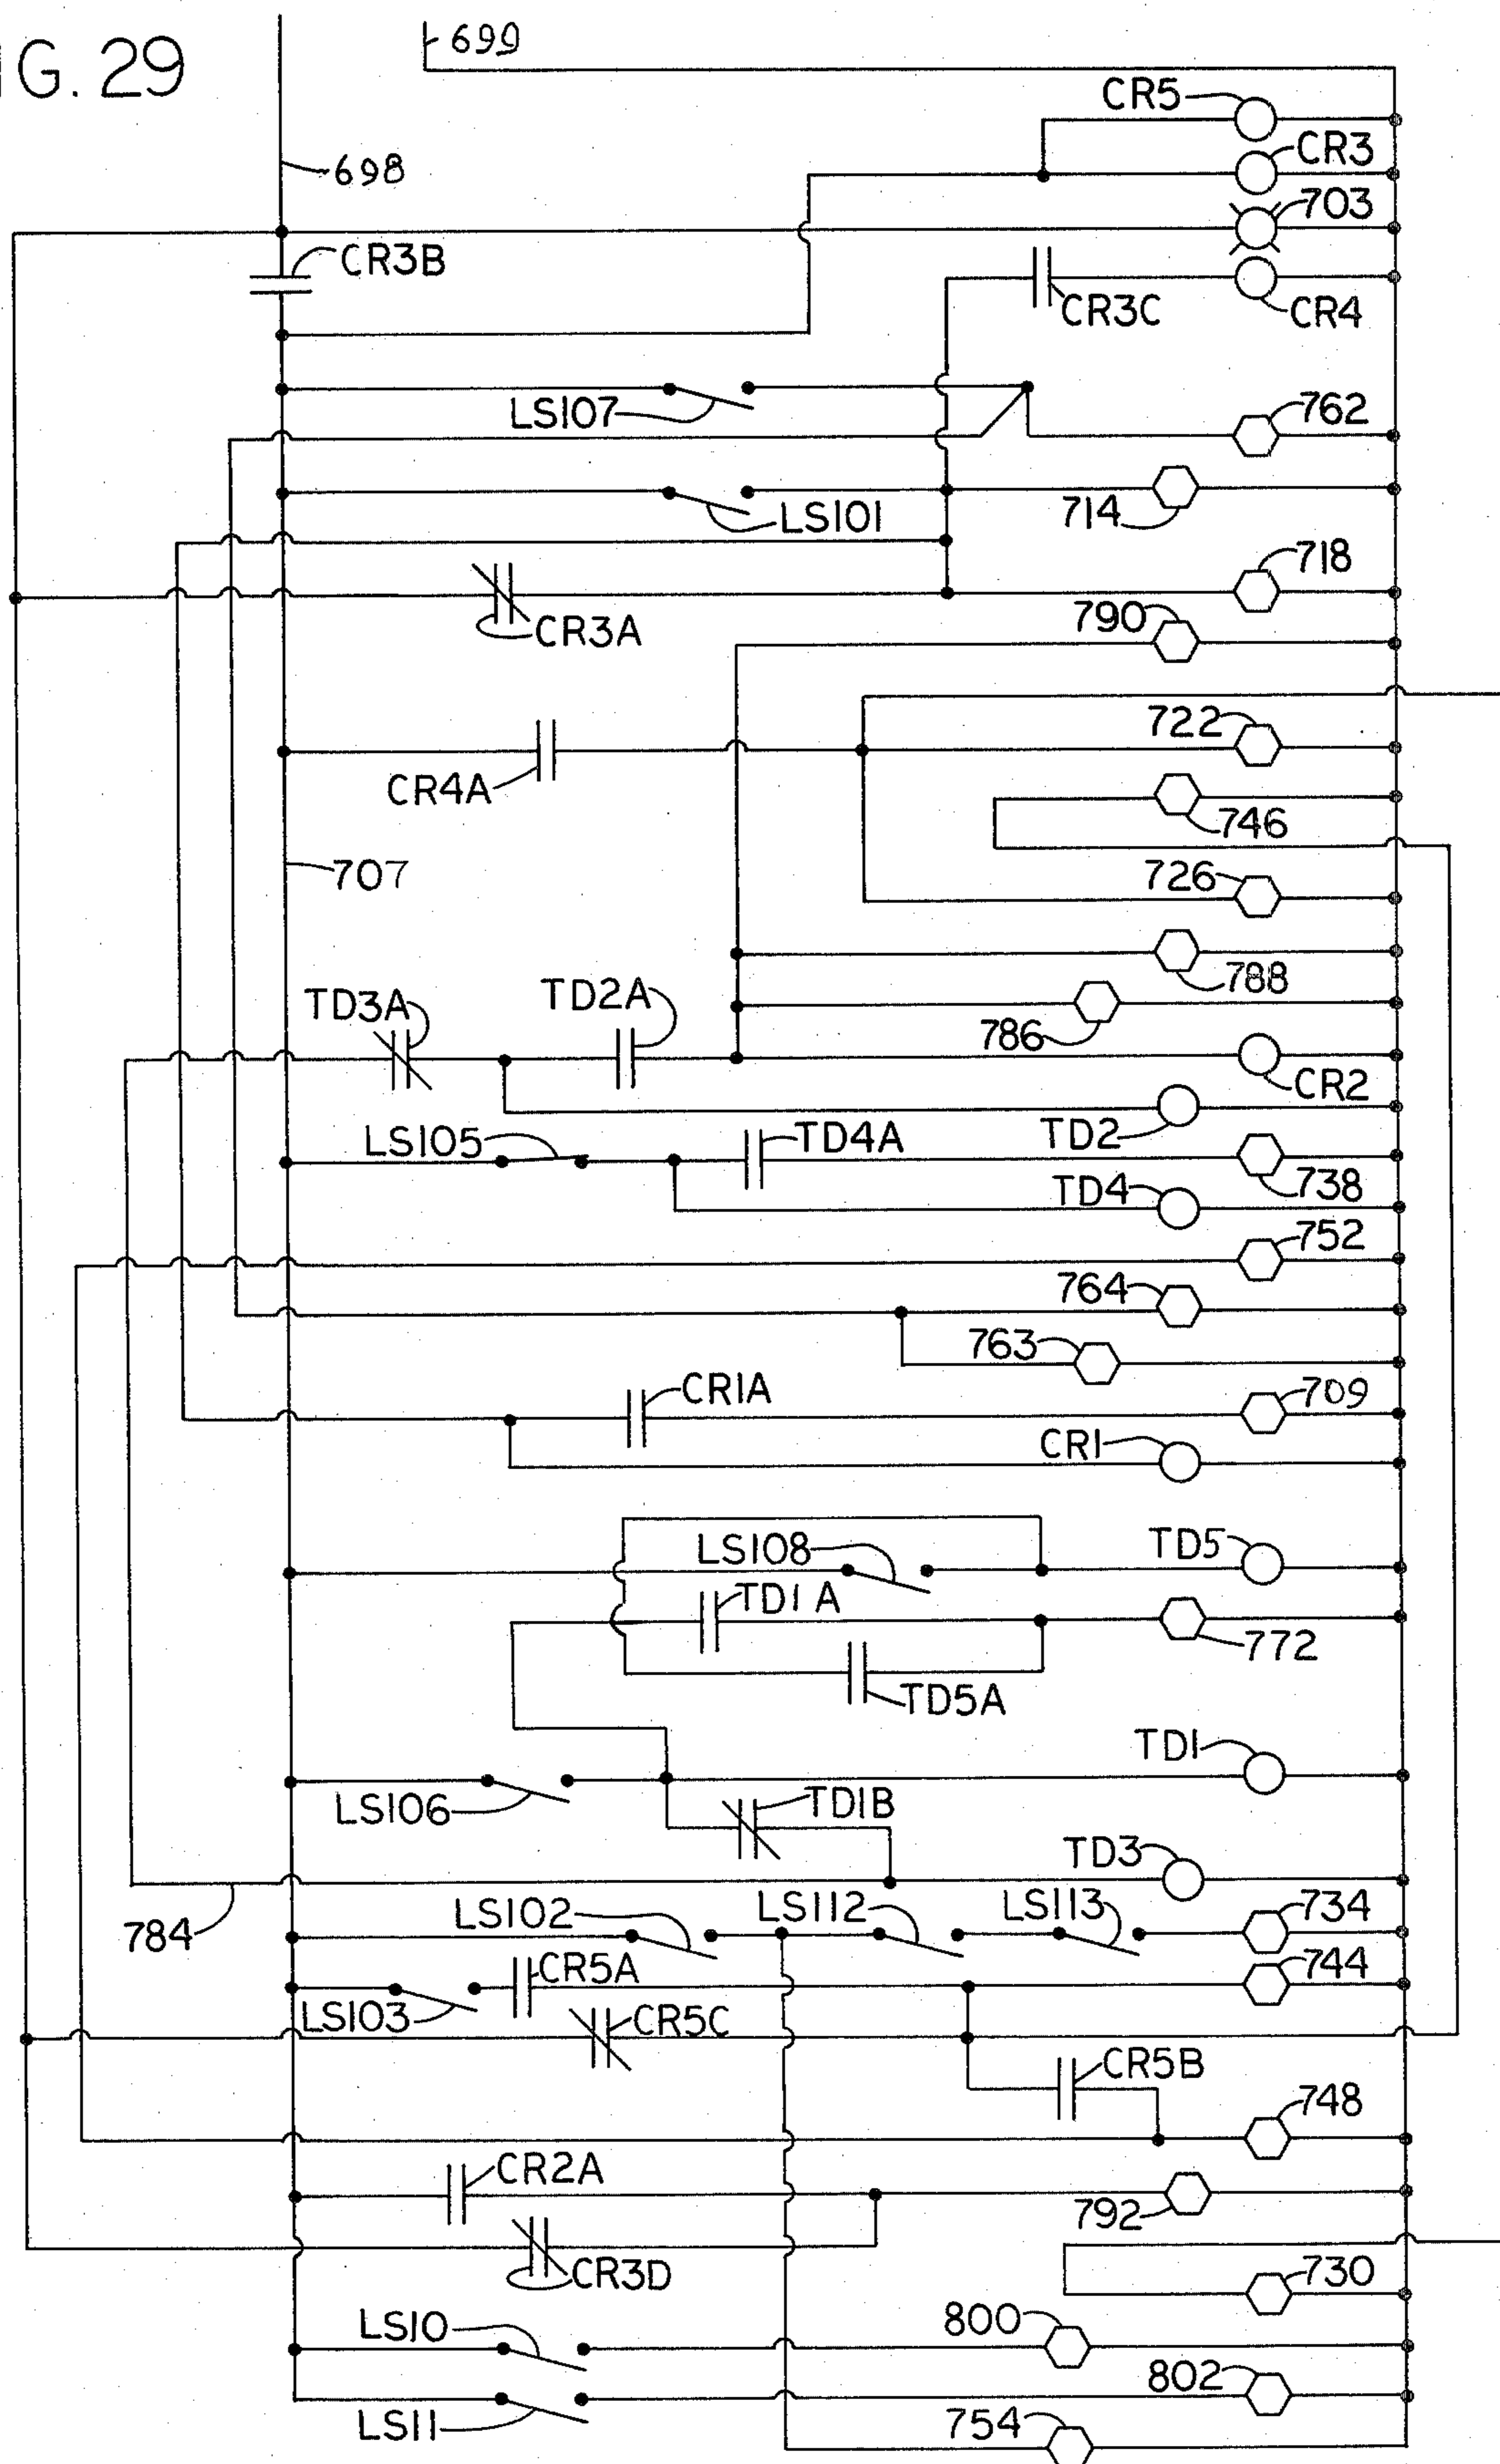 IG. 29
699
CR5
CR3
698
703
CR3B
CR3C
CR4
LS107
762
LS101
714
718
CR3A
790
722
CR4A
746
707
726
788
TD3A
TD2A
786
CR2
LS105
TD4A
TD2
738
TD4
752
764
763
CR1A
709
CR1
LS108
TD5
TD1A
772
TD5A
TD1
LS106
TD1B
TD3
784
LS102
LS112
LS113
734
CR5A
744
LS103
CR5C
CR5B
748
CR2A
792
CR3D
730
LS10
800
802
LS11
754